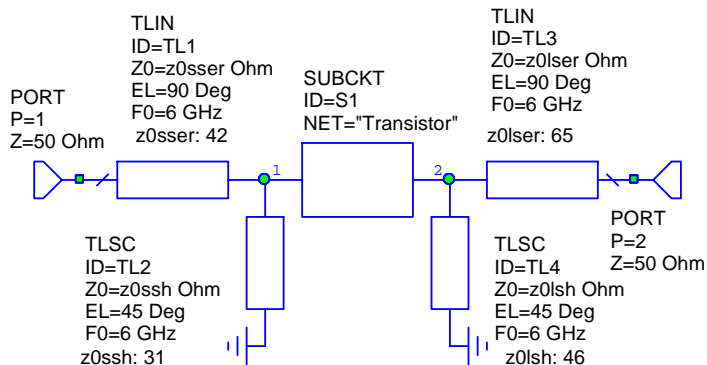 TLIN
ID=TL1
Z0=z0sser Ohm
EL=90 Deg
F0=6 GHz
z0sser: 42
PORT
P=1
Z=50 Ohm
SUBCKT
ID=S1
NET="Transistor"
TLIN
ID=TL3
Z0=z0lser Ohm
EL=90 Deg
F0=6 GHz
z0lser: 65
1
2
TLSC
ID=TL2
Z0=z0ssh Ohm
EL=45 Deg
F0=6 GHz
z0ssh: 31
TLSC
ID=TL4
Z0=z0lsh Ohm
EL=45 Deg
F0=6 GHz
z0lsh: 46
PORT
P=2
Z=50 Ohm